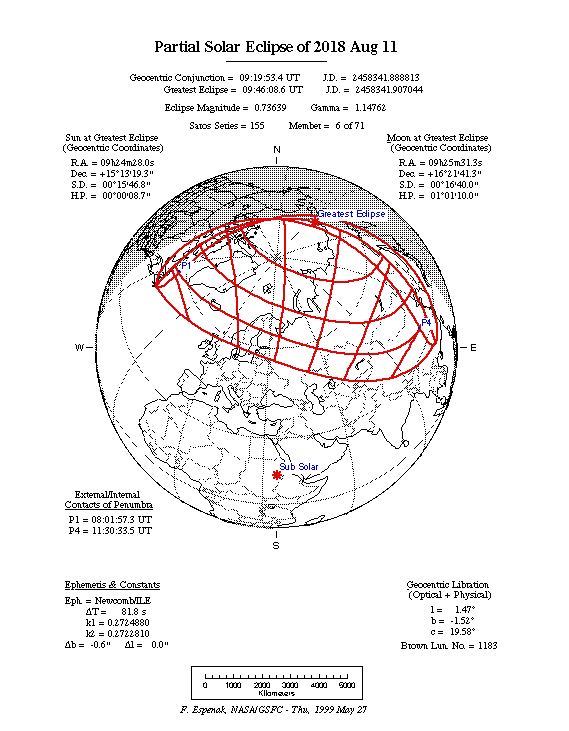 Partial Solar Eclipse of 2018 Aug 11
Geocentric Conjunction = 09:19:53.4 UT J.D. = 2458341.888813
Greatest Eclipse = 09:46:08.6 UT J.D. = 2458341.907044
Eclipse Magnitude = 0.73639 Gamma = 1.14762
Saros Series = 155 Member = 6 of 71
Sun at Greatest Eclipse
(Geocentric Coordinates)
R.A. = 09h24m28.0s
Dec. = +15°13'19.3"
S.D. = 00°15'46.8"
H.P. = 00°00'08.7"
Moon at Greatest Eclipse
(Geocentric Coordinates)
R.A. = 09h25m31.3s
Dec. = +16°21'41.3"
S.D. = 00°16'40.0"
H.P. = 01°01'10.0"
N
Greatest Eclipse
P1
P4
W
E
Sub Solar
S
External/Internal
Contacts of Penumbra
P1 = 08:01:57.3 UT
P4 = 11:30:33.5 UT
Ephemeris & Constants
Eph. = Newcomb/ILE
ΔT = 81.8 s
k1 = 0.2724880
k2 = 0.2722810
Δb = -0.6" Δl = 0.0"
Geocentric Libration
(Optical + Physical)
l = 1.47°
b = -1.52°
c = 19.58°
Brown Lun. No. = 1183
0 1000 2000 3000 4000 5000
Kilometers
F. Espenak, NASA/GSFC - Thu, 1999 May 27